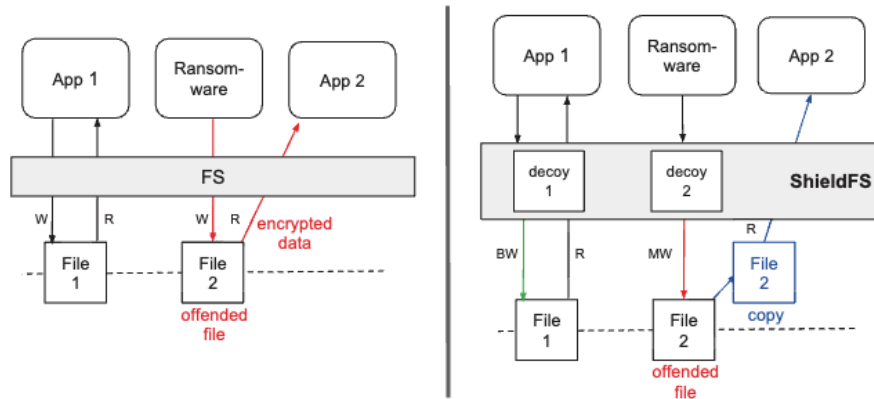 App 1
Ransom-
ware
App 2
FS
W
R
W
R
encrypted
data
File
1
File
2
offended
file
App 1
Ransom-
ware
App 2
decoy
1
decoy
2
ShieldFS
BW
R
MW
R
File
2
copy
File
1
File
2
offended
file